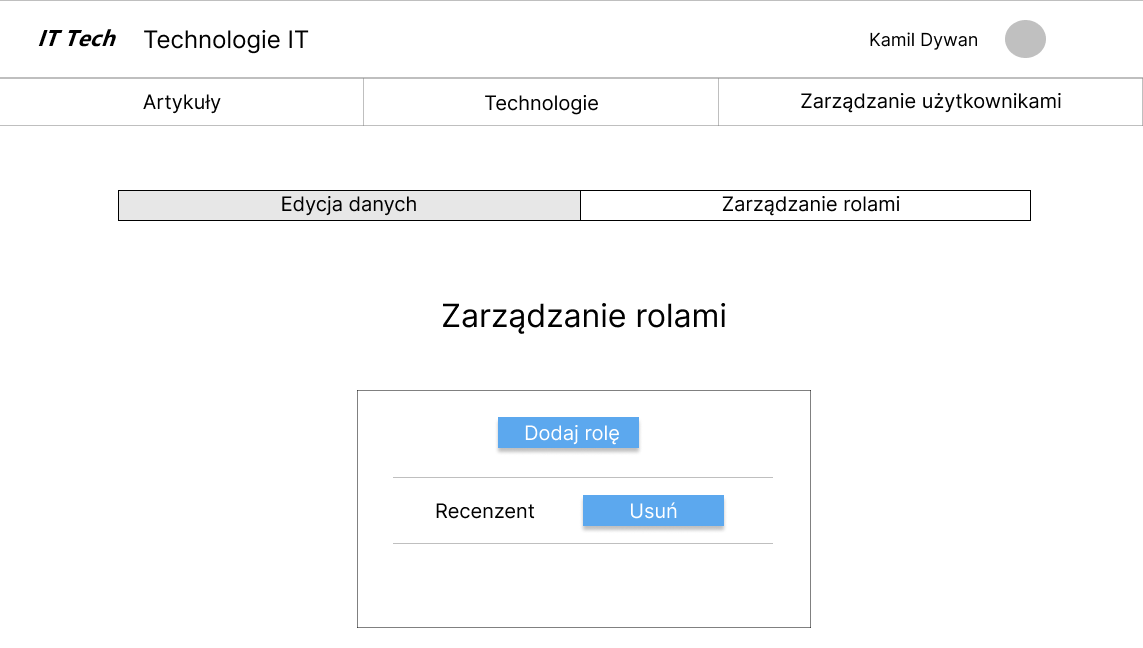 IT Tech Technologie IT Kamil Dywan
Artykuły Technologie Zarządzanie użytkownikami
Edycja danych Zarządzanie rolami
Zarządzanie rolami
Dodaj rolę
Recenzent Usuń